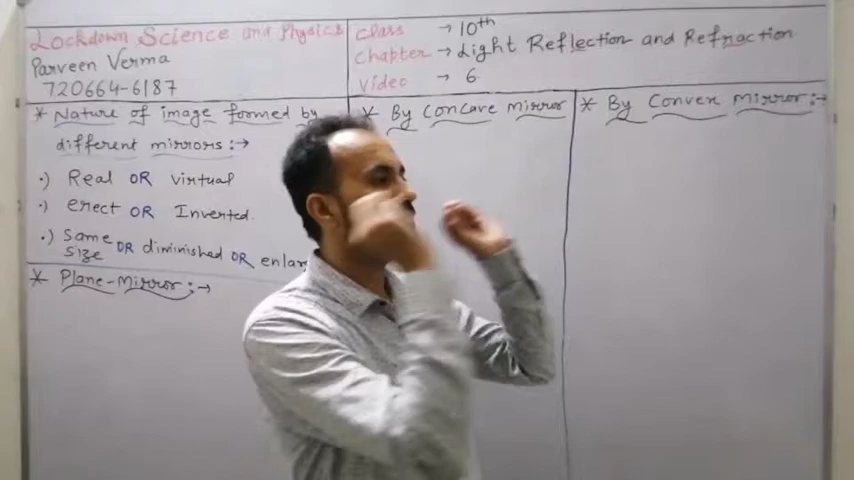 Lockdown Science and Physics
Parveen Verma
720664-6187
Class → 10th
Chapter → Light Reflection and Refraction
Video → 6
* Nature of image formed by
different mirrors :→
•) Real OR virtual
•) erect OR Inverted
•) Same size OR diminished OR enlar
* Plane-Mirror :→
* By Concave mirror
* By Convex mirror :→